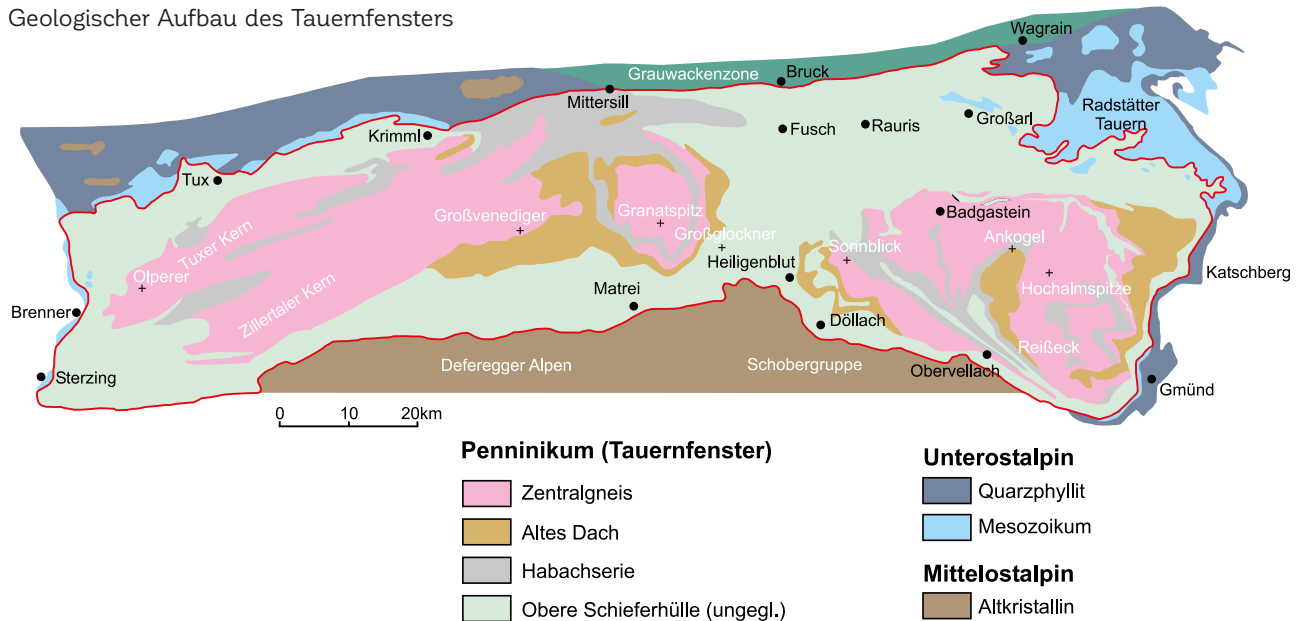 Geologischer Aufbau des Tauernfensters
Wagrain
Grauwackenzone
Bruck
Mittersill
Radstätter
Tauern
Krimml
Fusch
Rauris
Großarl
Tux
Großvenediger
Granatspitz
Badgastein
Tuxer Kern
Großglockner
Sonnblick
Ankogel
Olperer
Heiligenblut
Hochalmspitze
Katschberg
Zillertaler Kern
Matrei
Brenner
Döllach
Reißeck
Deferegger Alpen
Schobergruppe
Obervellach
Sterzing
Gmünd
0 10 20km
Penninikum (Tauernfenster)
Zentralgneis
Altes Dach
Habachserie
Obere Schieferhülle (ungegl.)
Unterostalpin
Quarzphyllit
Mesozoikum
Mittelostalpin
Altkristallin